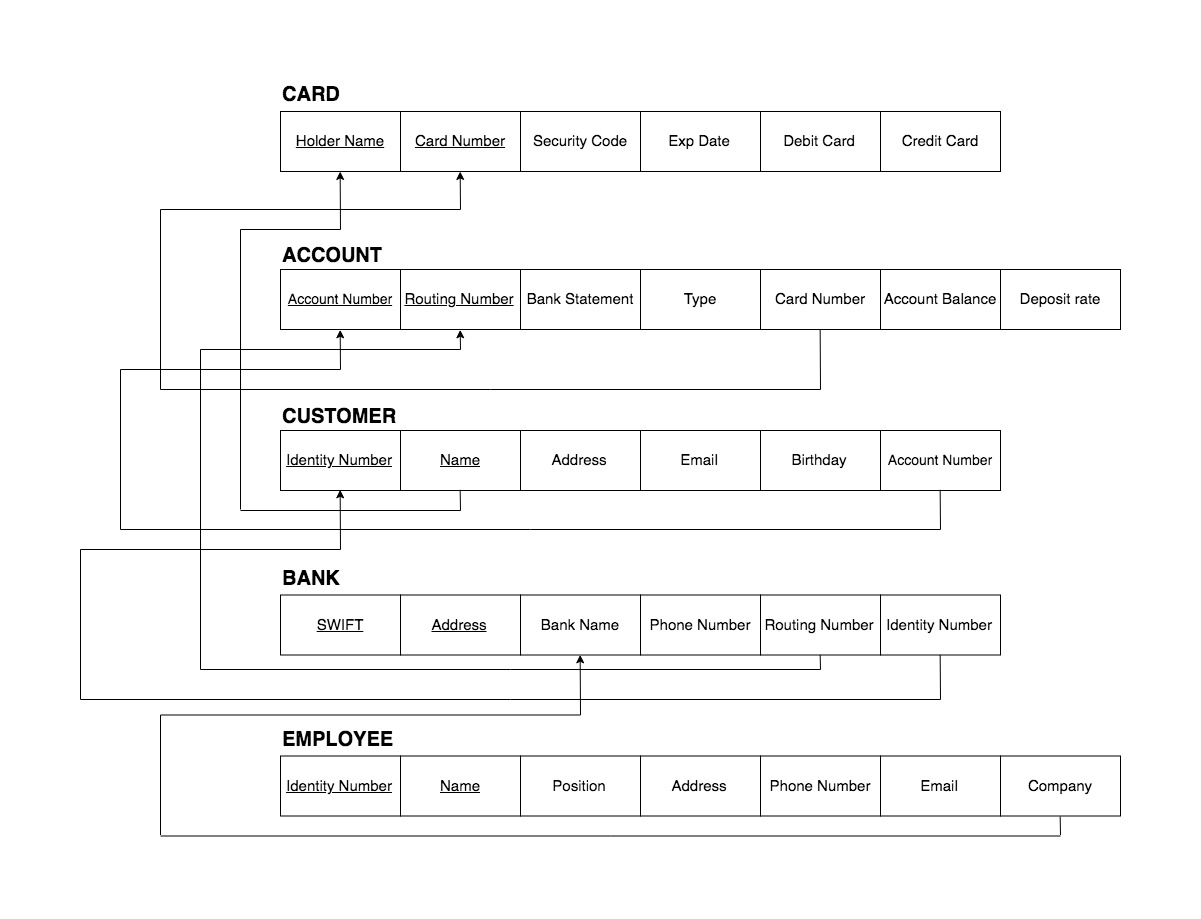 CARD
Holder Name Card Number Security Code Exp Date Debit Card Credit Card
ACCOUNT
Account Number Routing Number Bank Statement Type Card Number Account Balance Deposit rate
CUSTOMER
Identity Number Name Address Email Birthday Account Number
BANK
SWIFT Address Bank Name Phone Number Routing Number Identity Number
EMPLOYEE
Identity Number Name Position Address Phone Number Email Company